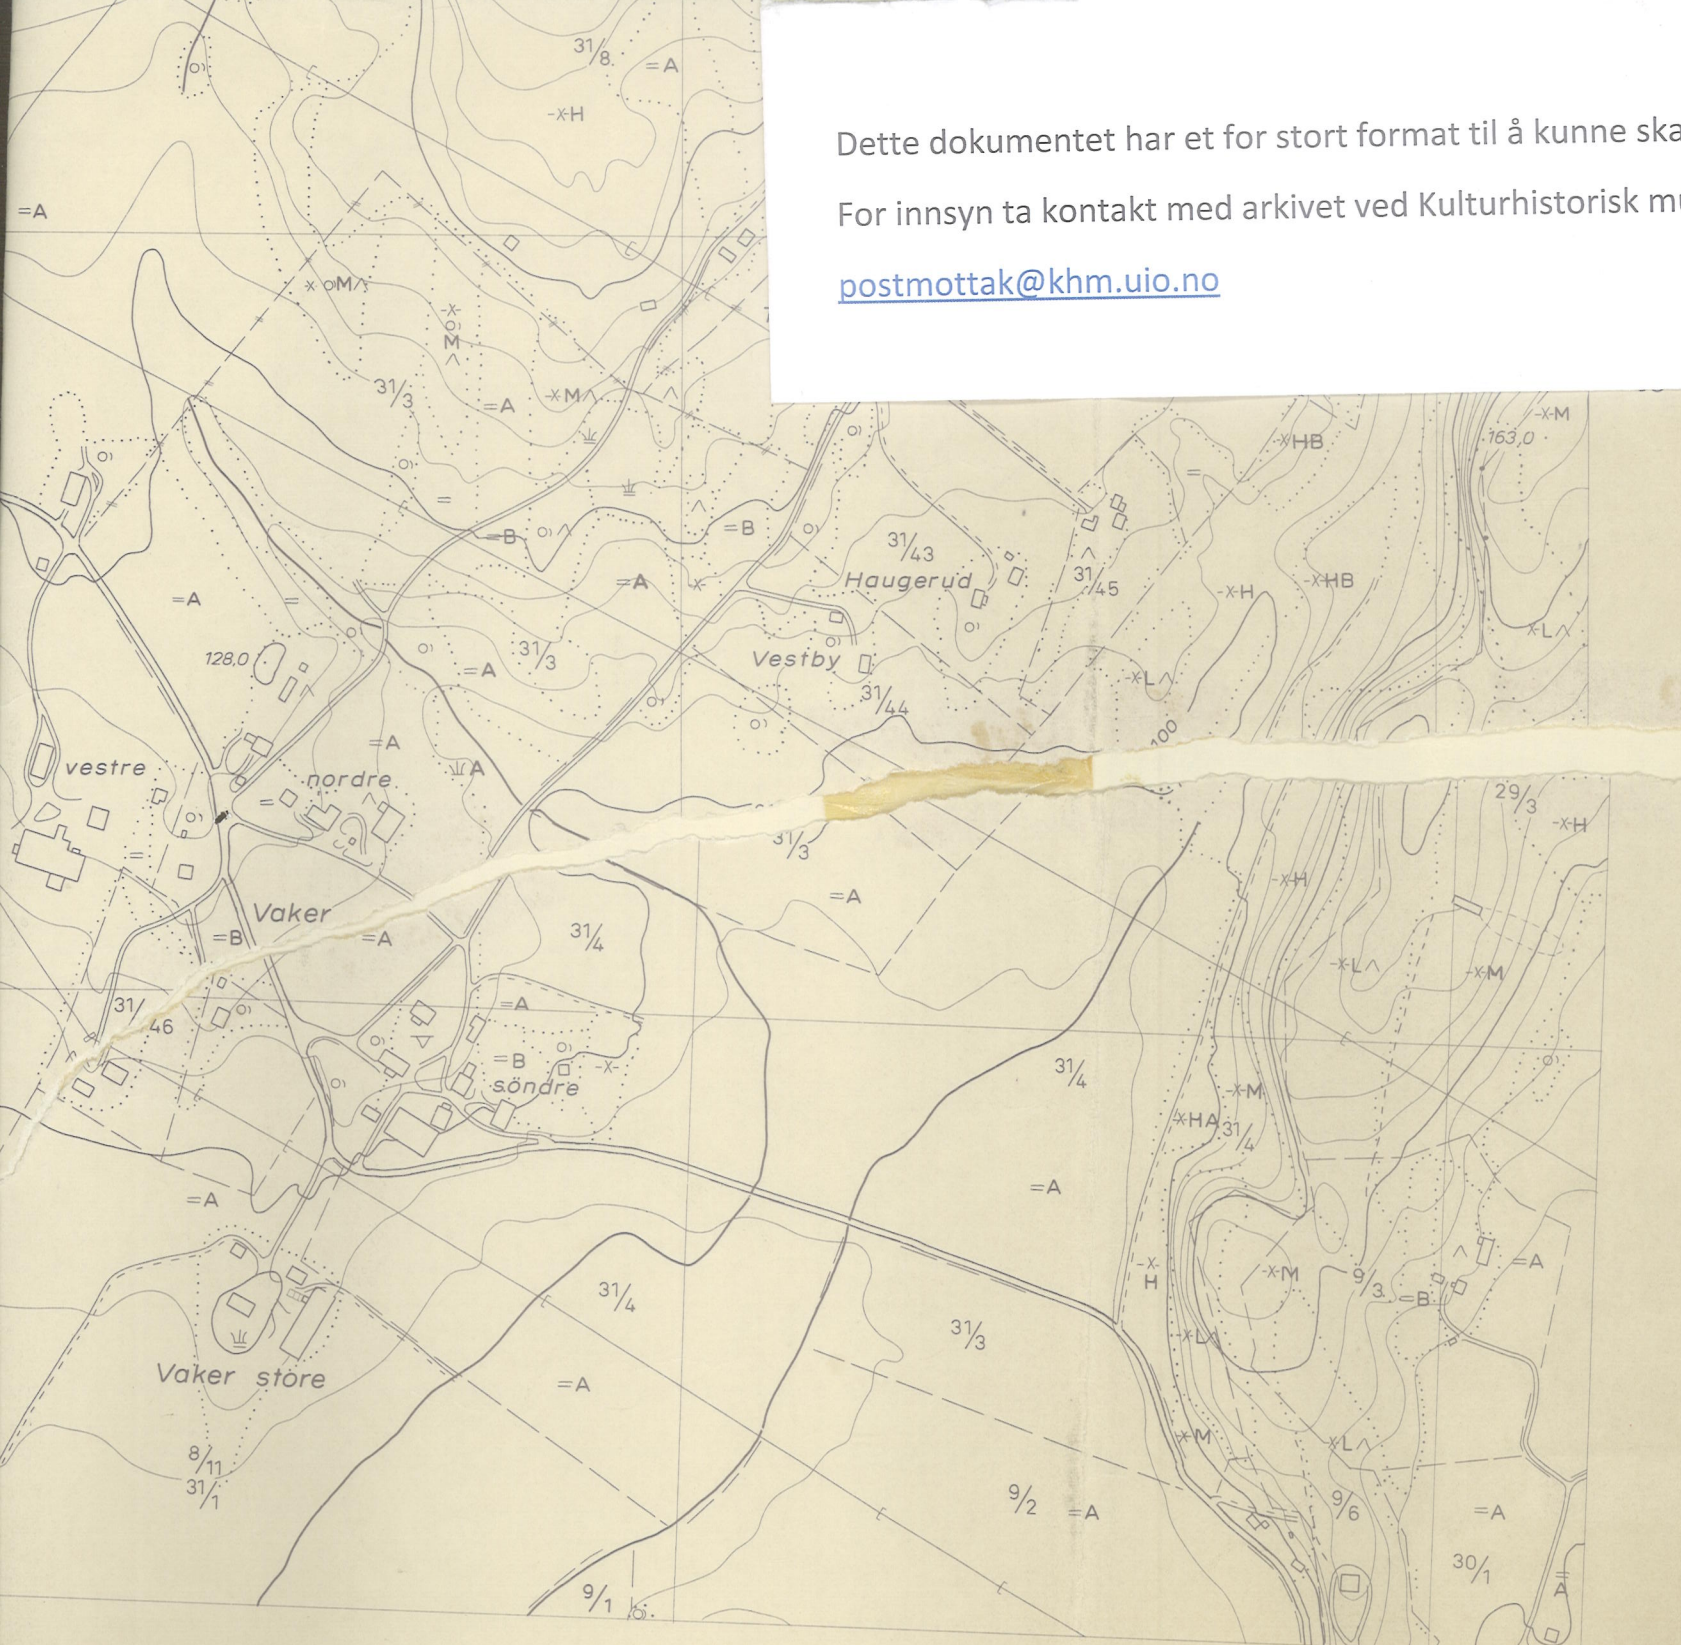 Dette dokumentet har et for stort format til å kunne
For innsyn ta kontakt med arkivet ved Kulturhistorisk
postmottak@khm.uio.no
31/8
=A
-x-H
=A
x oM^
-x-
o
M
^
31/3
=A
-x-M^
^
-x-M
163,0
-x-HB
=
=
=B
o^
^
=B
31/43
Haugerud
^
31/45
-x-H
-x-HB
=A
=
=A
-x-
128,0
^
31/3
=A
Vestby
31/44
-x-L^
-x-L^
100
vestre
=A
nordre
^
=
A
=
31/3
29/3
-x-H
=A
-x-H
Vaker
=B
=A
31/4
-x-L^
-x-M
31/46
=A
=B
söndre
-x-
31/4
-x-M
-x-HA
31/4
=A
=A
-x-
H
-x-M
9/3
=B
^
=A
31/4
31/3
-x-L^
Vaker störe
=A
8/11
31/1
-x-M
-x-L^
9/2
=A
9/6
=A
30/1
=
A
9/1